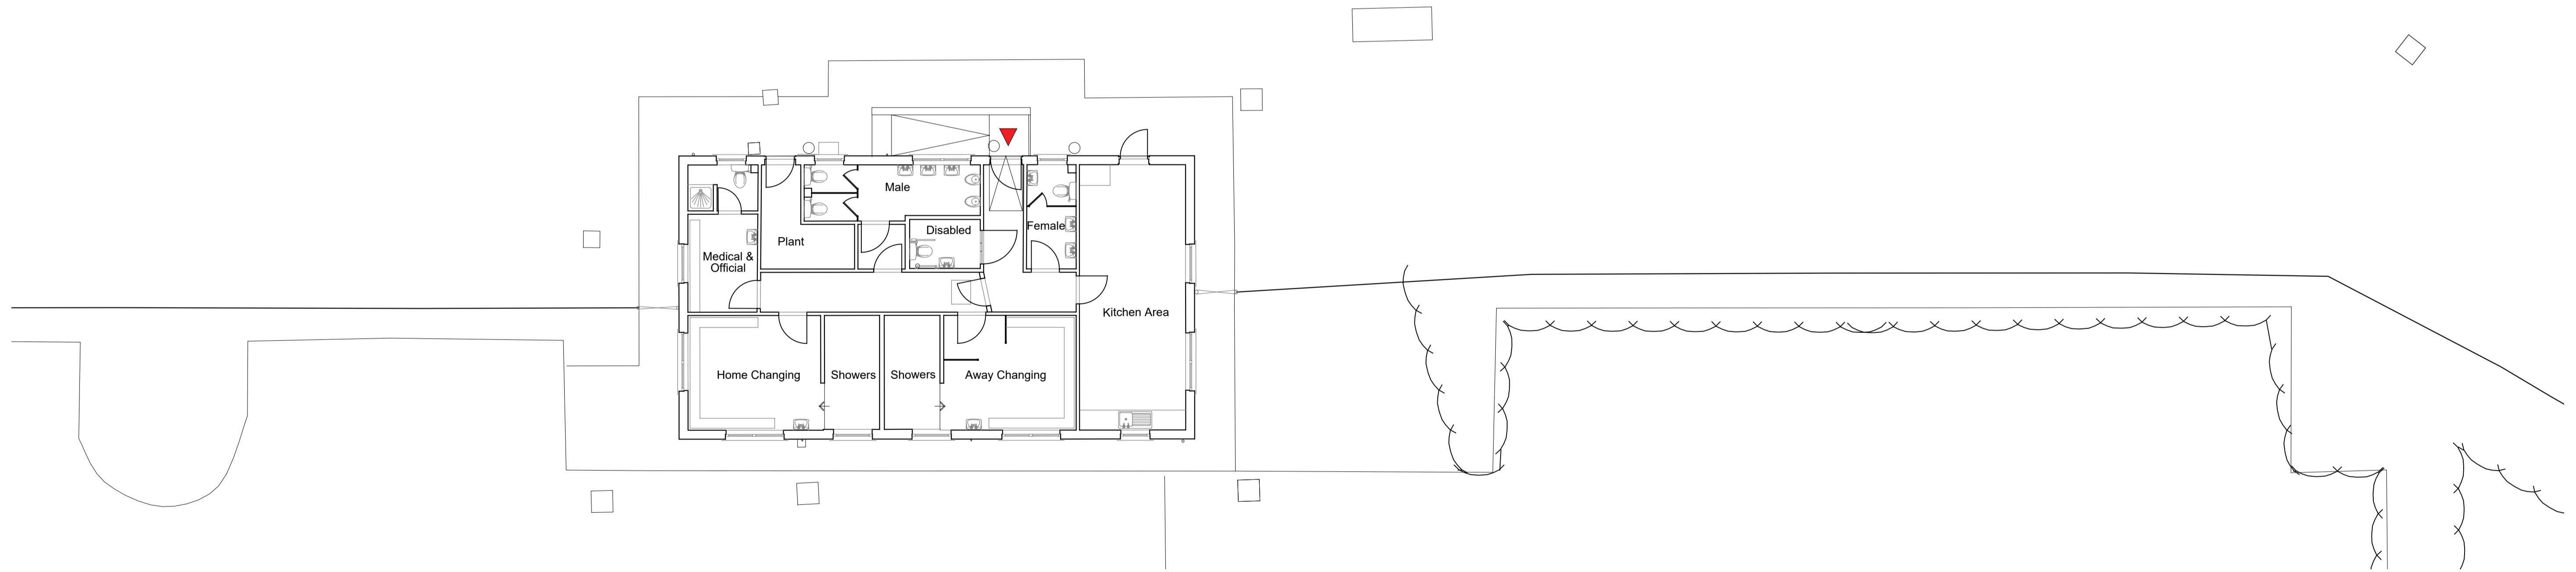 Male
Disabled
Female
Plant
Medical &
Official
Kitchen Area
Home Changing
Showers
Showers
Away Changing